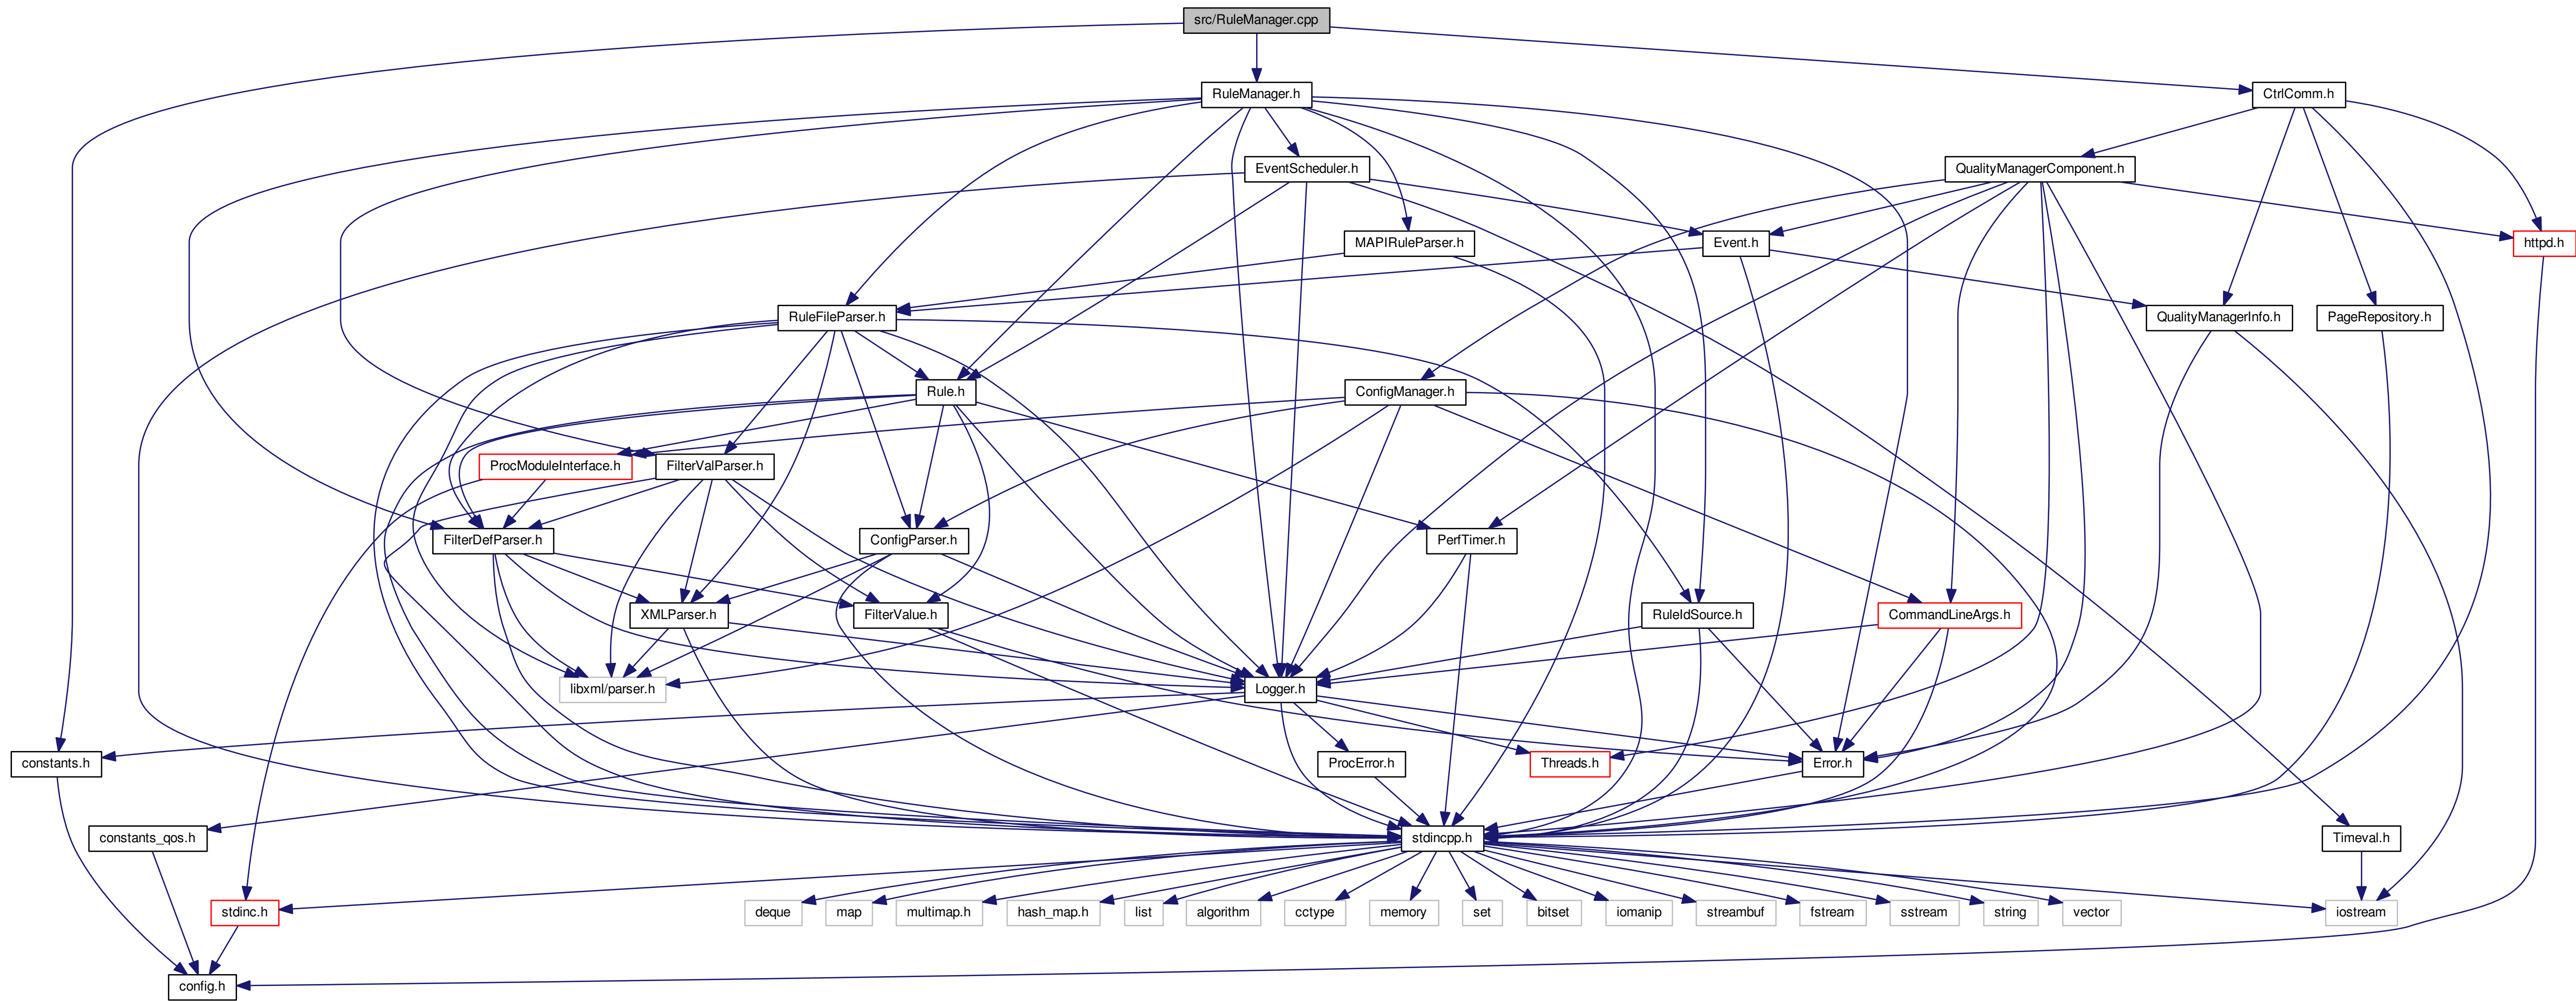 src/RuleManager.cpp
RuleManager.h
CtrlComm.h
EventScheduler.h
QualityManagerComponent.h
MAPIRuleParser.h
Event.h
httpd.h
RuleFileParser.h
QualityManagerInfo.h
PageRepository.h
Rule.h
ConfigManager.h
ProcModuleInterface.h
FilterValParser.h
FilterDefParser.h
ConfigParser.h
PerfTimer.h
XMLParser.h
FilterValue.h
RuleIdSource.h
CommandLineArgs.h
libxml/parser.h
Logger.h
constants.h
ProcError.h
Threads.h
Error.h
constants_qos.h
stdincpp.h
Timeval.h
stdinc.h
deque
map
multimap.h
hash_map.h
list
algorithm
cctype
memory
set
bitset
iomanip
streambuf
fstream
sstream
string
vector
iostream
config.h